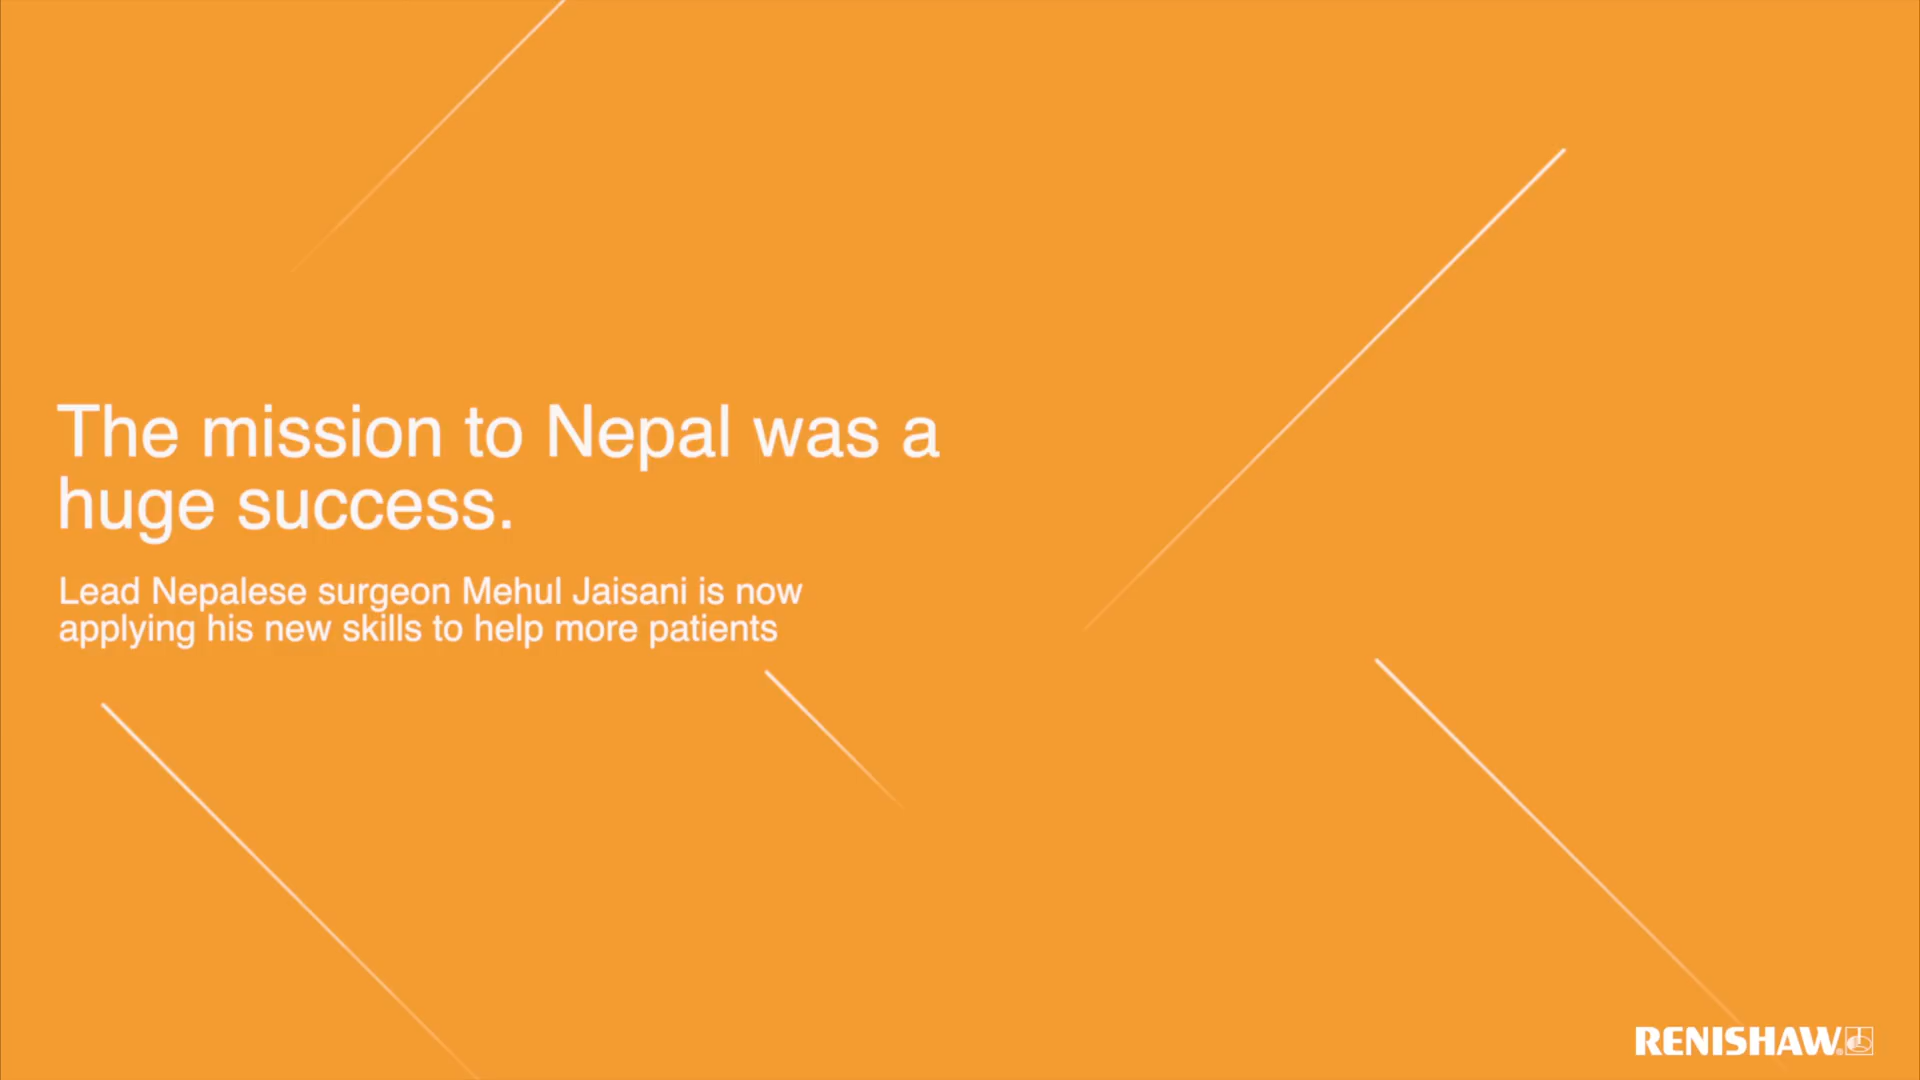 The mission to Nepal was a
huge success.
Lead Nepalese surgeon Mehul Jaisani is now
applying his new skills to help more patients
RENISHAW